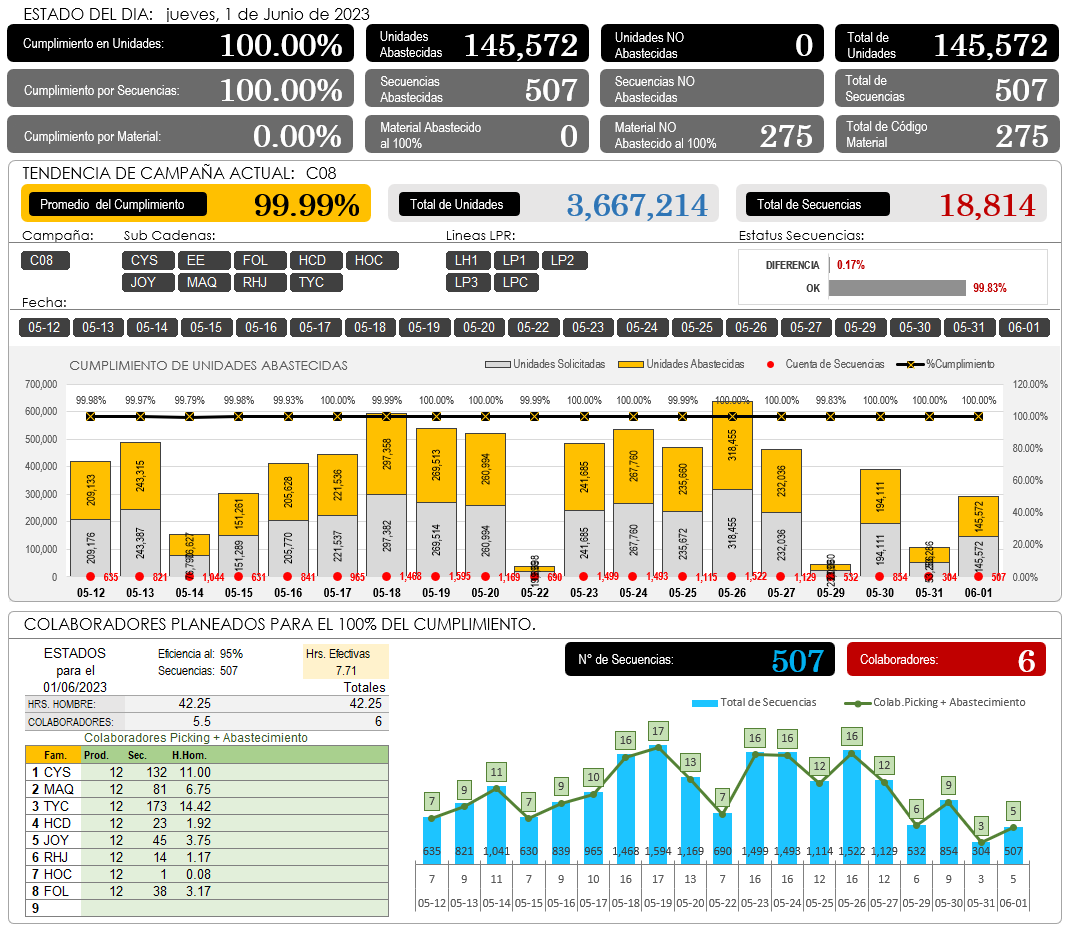 ESTADO DEL DIA: jueves, 1 de Junio de 2023
Cumplimiento en Unidades: 100.00%
Unidades Abastecidas 145,572
Unidades NO Abastecidas 0
Total de Unidades 145,572
Cumplimiento por Secuencias: 100.00%
Secuencias Abastecidas 507
Secuencias NO Abastecidas
Total de Secuencias 507
Cumplimiento por Material: 0.00%
Material Abastecido al 100% 0
Material NO Abastecido al 100% 275
Total de Código Material 275
TENDENCIA DE CAMPAÑA ACTUAL: C08
Promedio del Cumplimiento 99.99%
Total de Unidades 3,667,214
Total de Secuencias 18,814
Campaña: Sub Cadenas: Lineas LPR: Estatus Secuencias:
C08 CYS EE FOL HCD HOC LH1 LP1 LP2
JOY MAQ RHJ TYC LP3 LPC
DIFERENCIA 0.17%
OK 99.83%
Fecha:
05-12 05-13 05-14 05-15 05-16 05-17 05-18 05-19 05-20 05-22 05-23 05-24 05-25 05-26 05-27 05-29 05-30 05-31 06-01
CUMPLIMIENTO DE UNIDADES ABASTECIDAS
Unidades Solicitadas Unidades Abastecidas Cuenta de Secuencias %Cumplimiento
700,000 600,000 500,000 400,000 300,000 200,000 100,000 0
120.00% 100.00% 80.00% 60.00% 40.00% 20.00% 0.00%
99.98% 99.97% 99.79% 99.98% 99.93% 100.00% 99.99% 100.00% 100.00% 99.99% 100.00% 100.00% 99.99% 100.00% 100.00% 99.83% 100.00% 100.00% 100.00%
209,133 243,315 151,261 205,628 221,536 297,358 269,513 260,994 241,685 267,760 235,660 318,455 232,036 194,111 145,572
209,176 243,387 151,289 205,770 221,537 297,382 269,514 260,994 241,685 267,760 235,672 318,455 232,036 194,111 145,572
635 821 1,044 631 841 965 1,468 1,595 1,169 690 1,499 1,493 1,115 1,522 1,129 532 854 304 507
05-12 05-13 05-14 05-15 05-16 05-17 05-18 05-19 05-20 05-22 05-23 05-24 05-25 05-26 05-27 05-29 05-30 05-31 06-01
COLABORADORES PLANEADOS PARA EL 100% DEL CUMPLIMIENTO.
ESTADOS Eficiencia al: 95% Hrs. Efectivas
para el Secuencias: 507 7.71
01/06/2023 Totales
HRS. HOMBRE: 42.25 42.25
COLABORADORES: 5.5 6
Colaboradores Picking + Abastecimiento
Fam. Prod. Sec. H.Hom.
1 CYS 12 132 11.00
2 MAQ 12 81 6.75
3 TYC 12 173 14.42
4 HCD 12 23 1.92
5 JOY 12 45 3.75
6 RHJ 12 14 1.17
7 HOC 12 1 0.08
8 FOL 12 38 3.17
9
N° de Secuencias: 507
Colaboradores: 6
Total de Secuencias Colab.Picking + Abastecimiento
7 9 11 7 9 10 16 17 13 7 16 16 12 16 12 6 9 3 5
635 821 1,041 630 839 965 1,468 1,594 1,169 690 1,499 1,493 1,114 1,522 1,129 532 854 304 507
7 9 11 7 9 10 16 17 13 7 16 16 12 16 12 6 9 3 5
05-12 05-13 05-14 05-15 05-16 05-17 05-18 05-19 05-20 05-22 05-23 05-24 05-25 05-26 05-27 05-29 05-30 05-31 06-01